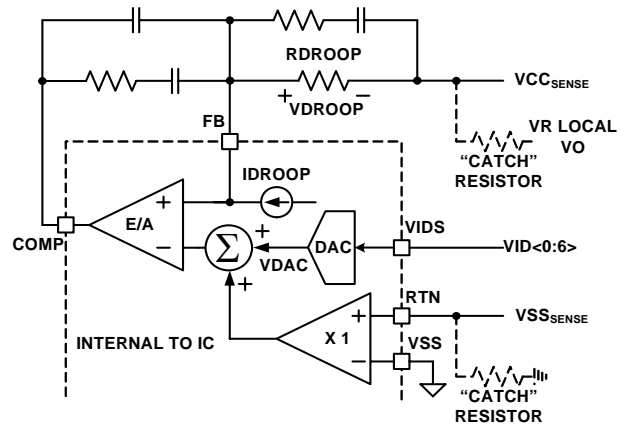 RDROOP
+ VDROOP −
VCCSENSE
FB
VR LOCAL
VO
"CATCH"
RESISTOR
IDROOP
+
E/A
−
COMP
Σ
+
+
VDAC
DAC
VIDS
VID<0:6>
RTN
+
X 1
−
VSSSENSE
VSS
INTERNAL TO IC
"CATCH"
RESISTOR